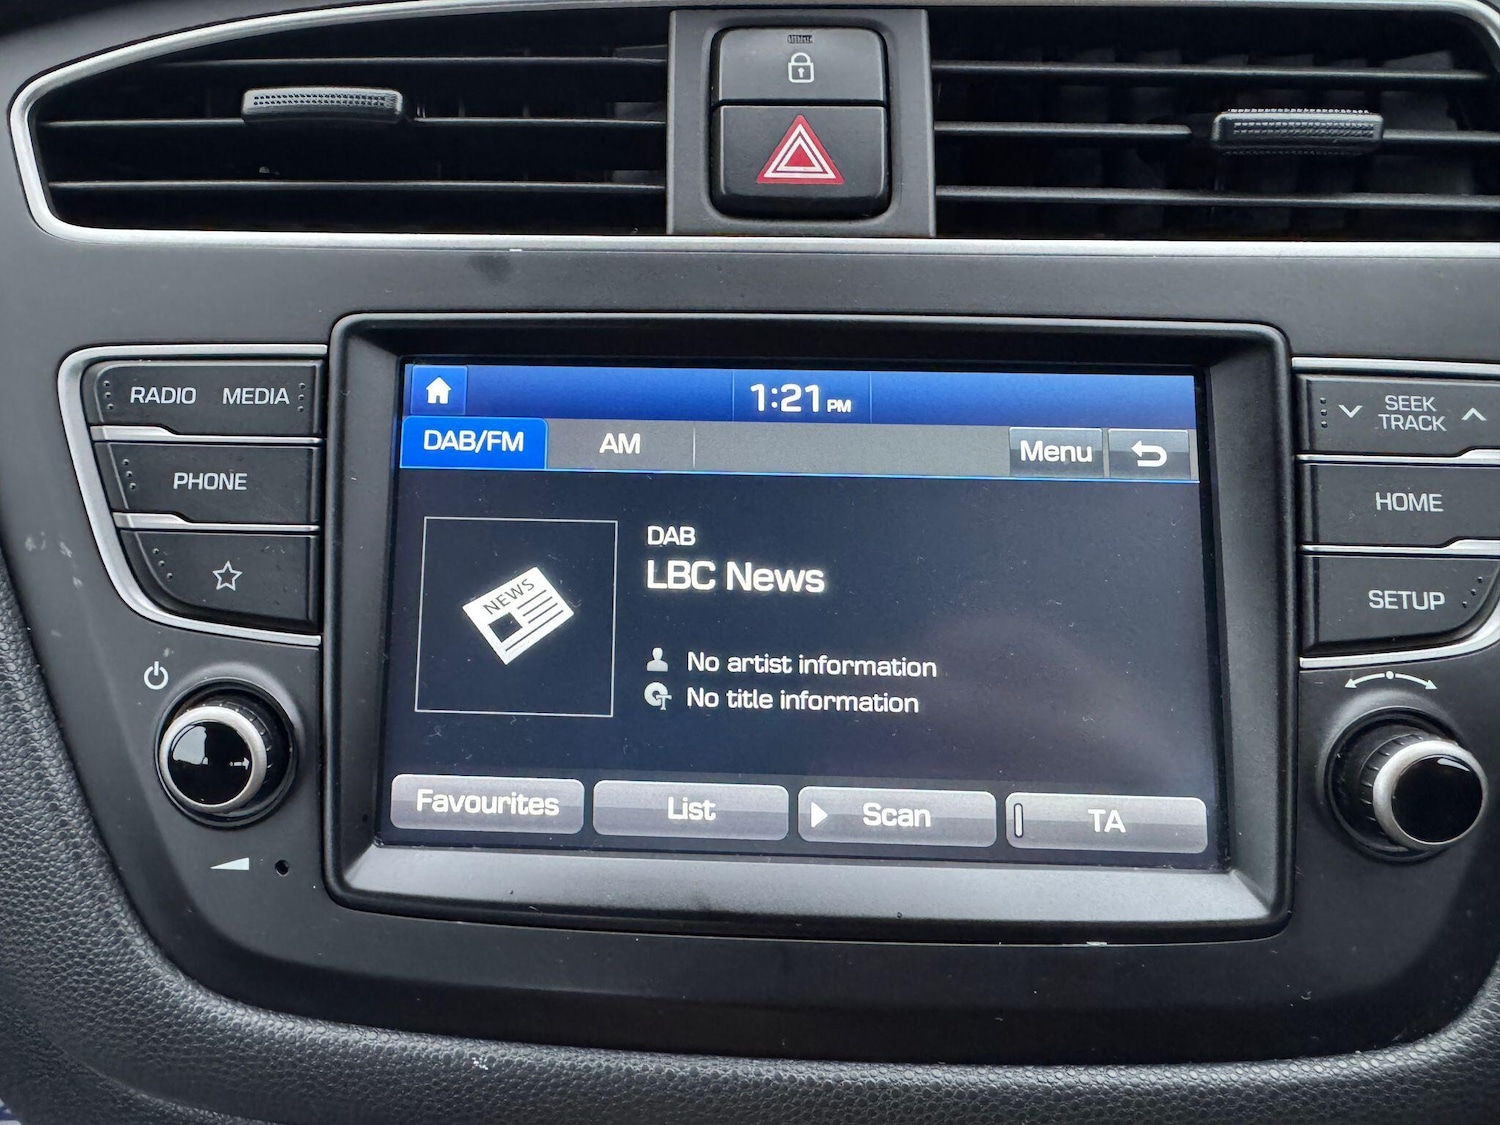 RADIO MEDIA
PHONE
1:21 PM
DAB/FM AM Menu
DAB
LBC News
NEWS
No artist information
No title information
Favourites List Scan TA
SEEK
TRACK
HOME
SETUP